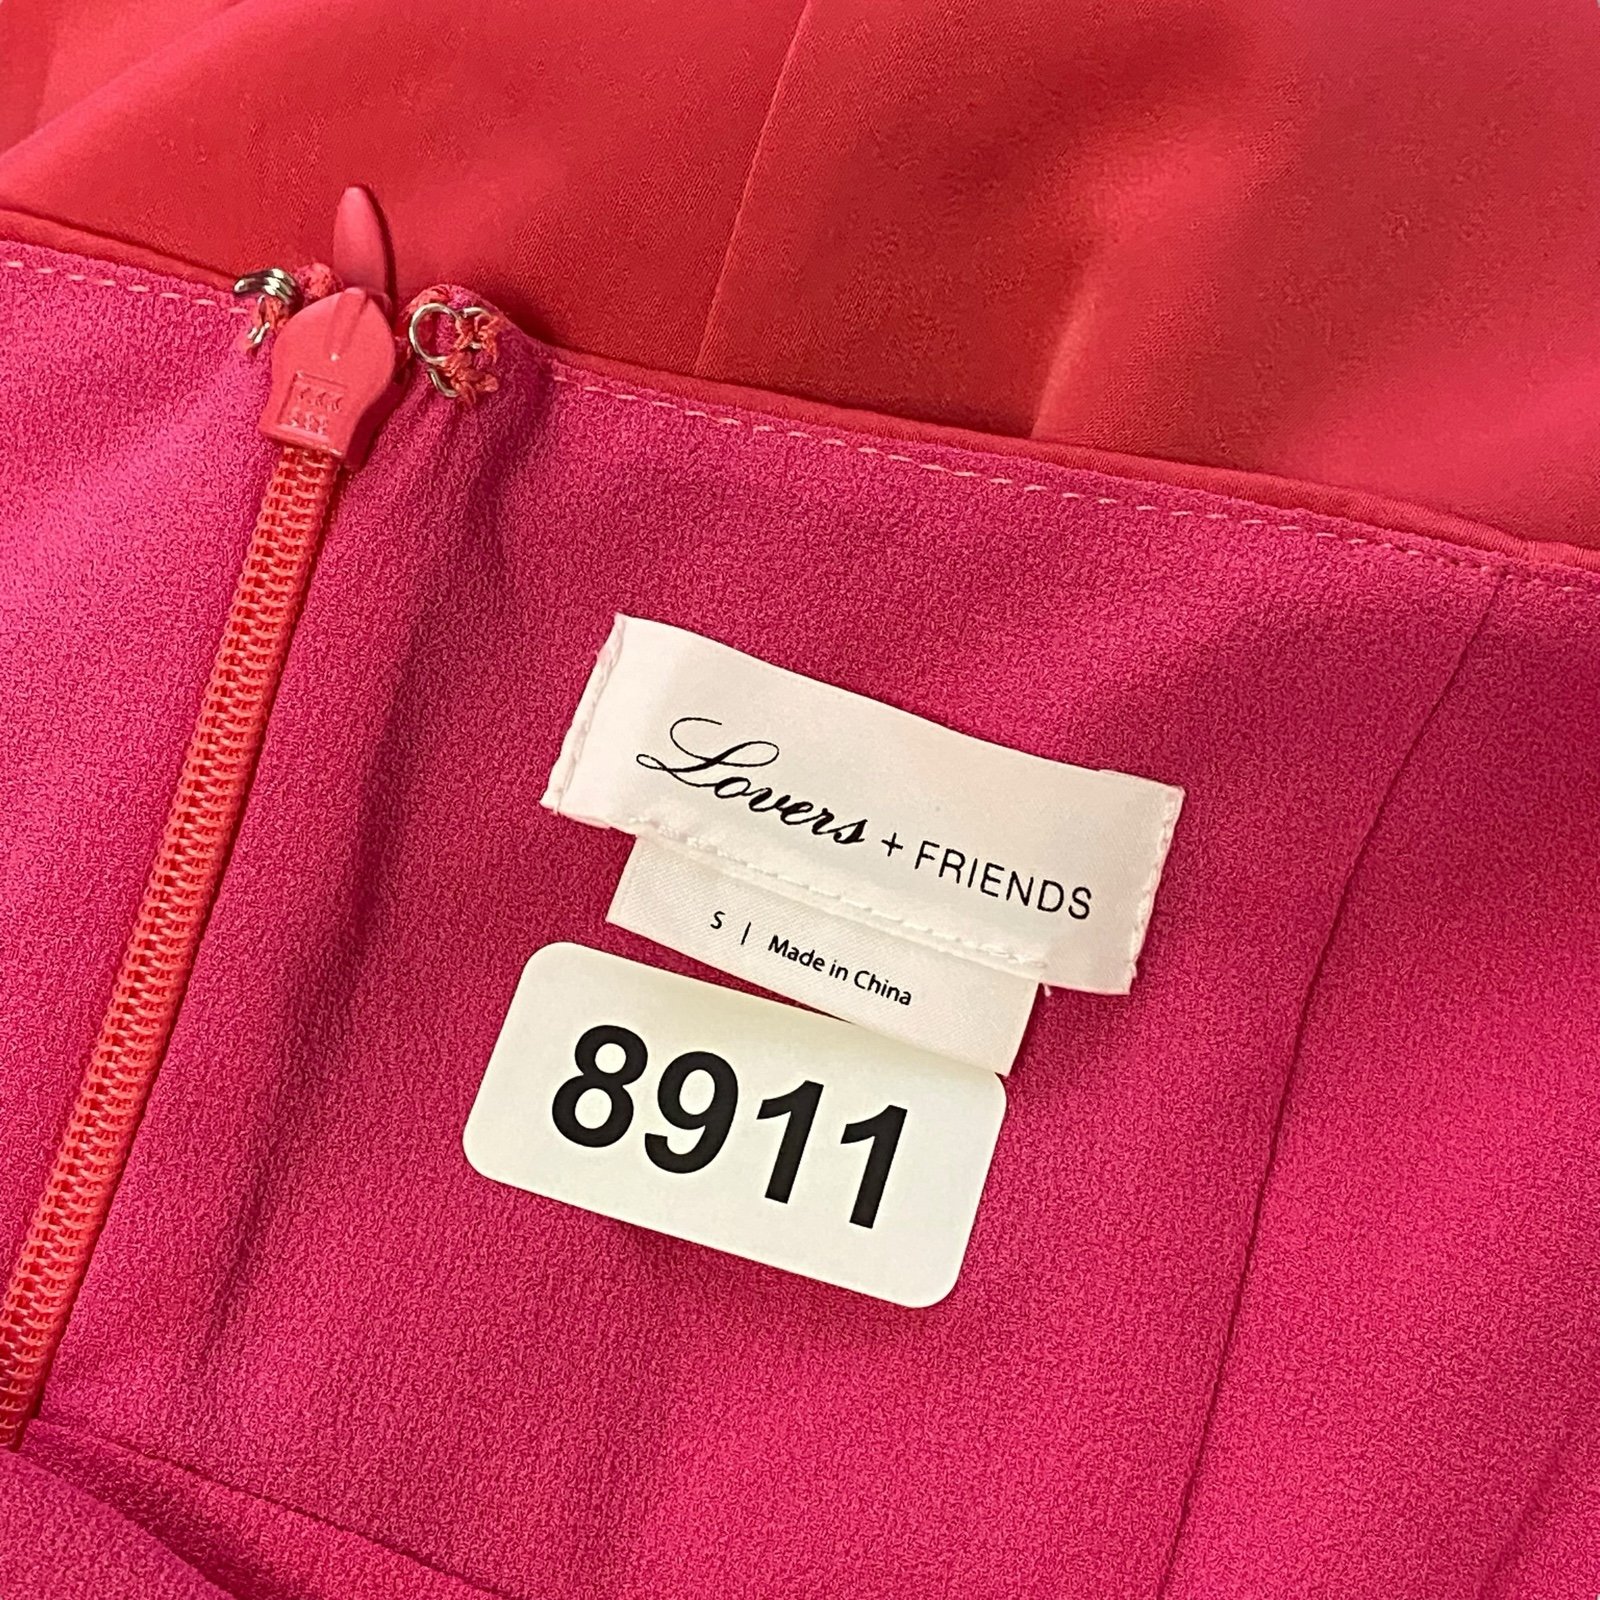 Lovers + FRIENDS
S | Made in China
8911